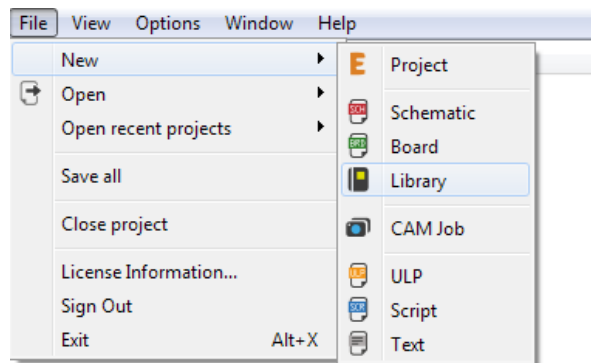 File View Options Window Help
New
Open
Open recent projects
Save all
Close project
License Information...
Sign Out
Exit Alt+X
E Project
SCH Schematic
BRD Board
Library
CAM Job
ULP ULP
SCR Script
Text